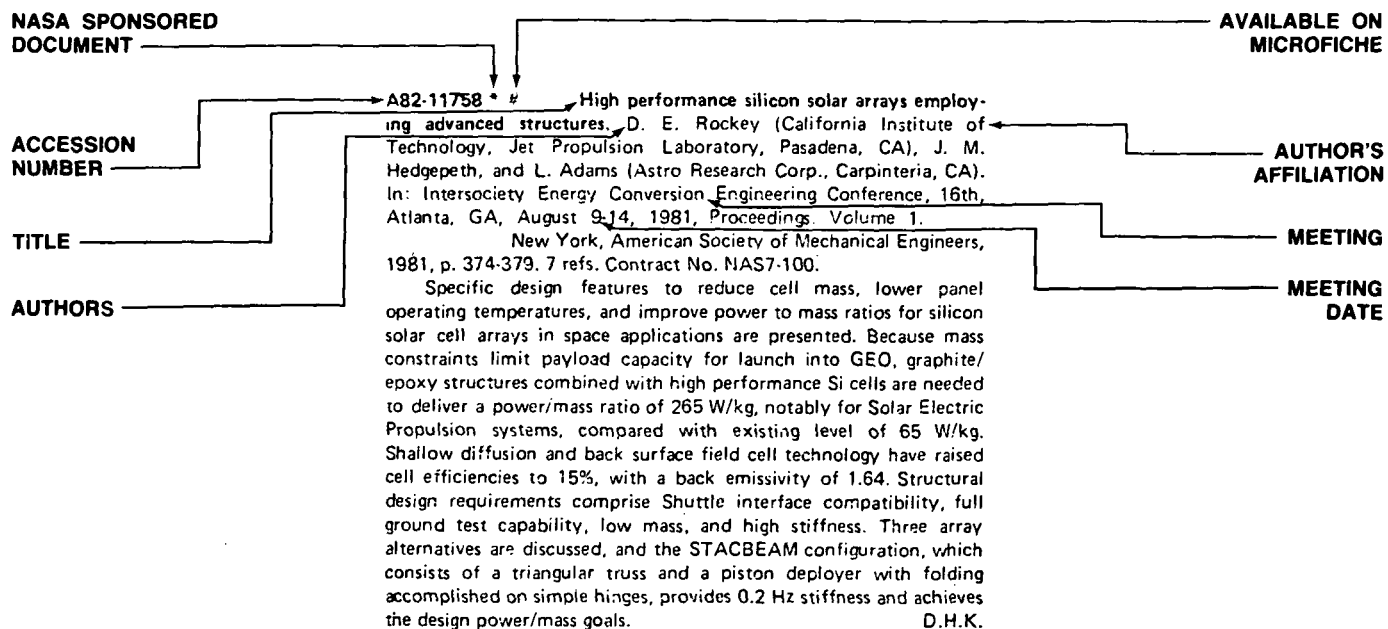 NASA SPONSORED
DOCUMENT
AVAILABLE ON
MICROFICHE
ACCESSION
NUMBER
TITLE
AUTHORS
AUTHOR'S
AFFILIATION
MEETING
MEETING
DATE
A82-11758 * # High performance silicon solar arrays employ-
ing advanced structures. D. E. Rockey (California Institute of
Technology, Jet Propulsion Laboratory, Pasadena, CA), J. M.
Hedgepeth, and L. Adams (Astro Research Corp., Carpinteria, CA).
In: Intersociety Energy Conversion Engineering Conference, 16th,
Atlanta, GA, August 9-14, 1981, Proceedings. Volume 1.
New York, American Society of Mechanical Engineers,
1981, p. 374-379. 7 refs. Contract No. NAS7-100.
Specific design features to reduce cell mass, lower panel
operating temperatures, and improve power to mass ratios for silicon
solar cell arrays in space applications are presented. Because mass
constraints limit payload capacity for launch into GEO, graphite/
epoxy structures combined with high performance Si cells are needed
to deliver a power/mass ratio of 265 W/kg, notably for Solar Electric
Propulsion systems, compared with existing level of 65 W/kg.
Shallow diffusion and back surface field cell technology have raised
cell efficiencies to 15%, with a back emissivity of 1.64. Structural
design requirements comprise Shuttle interface compatibility, full
ground test capability, low mass, and high stiffness. Three array
alternatives are discussed, and the STACBEAM configuration, which
consists of a triangular truss and a piston deployer with folding
accomplished on simple hinges, provides 0.2 Hz stiffness and achieves
the design power/mass goals. D.H.K.